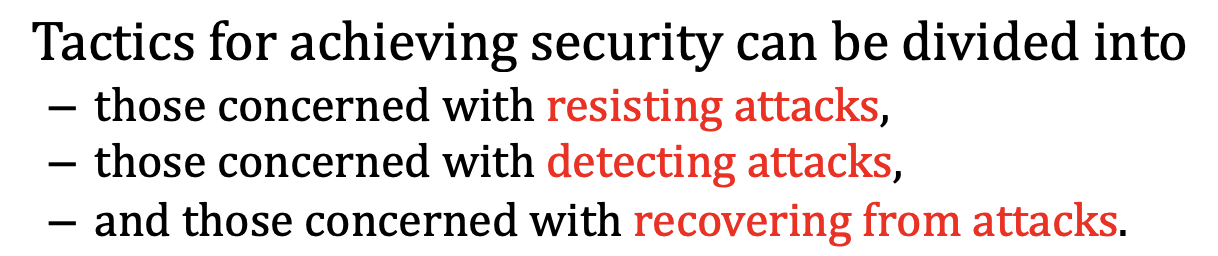 Tactics for achieving security can be divided into
– those concerned with resisting attacks,
– those concerned with detecting attacks,
– and those concerned with recovering from attacks.